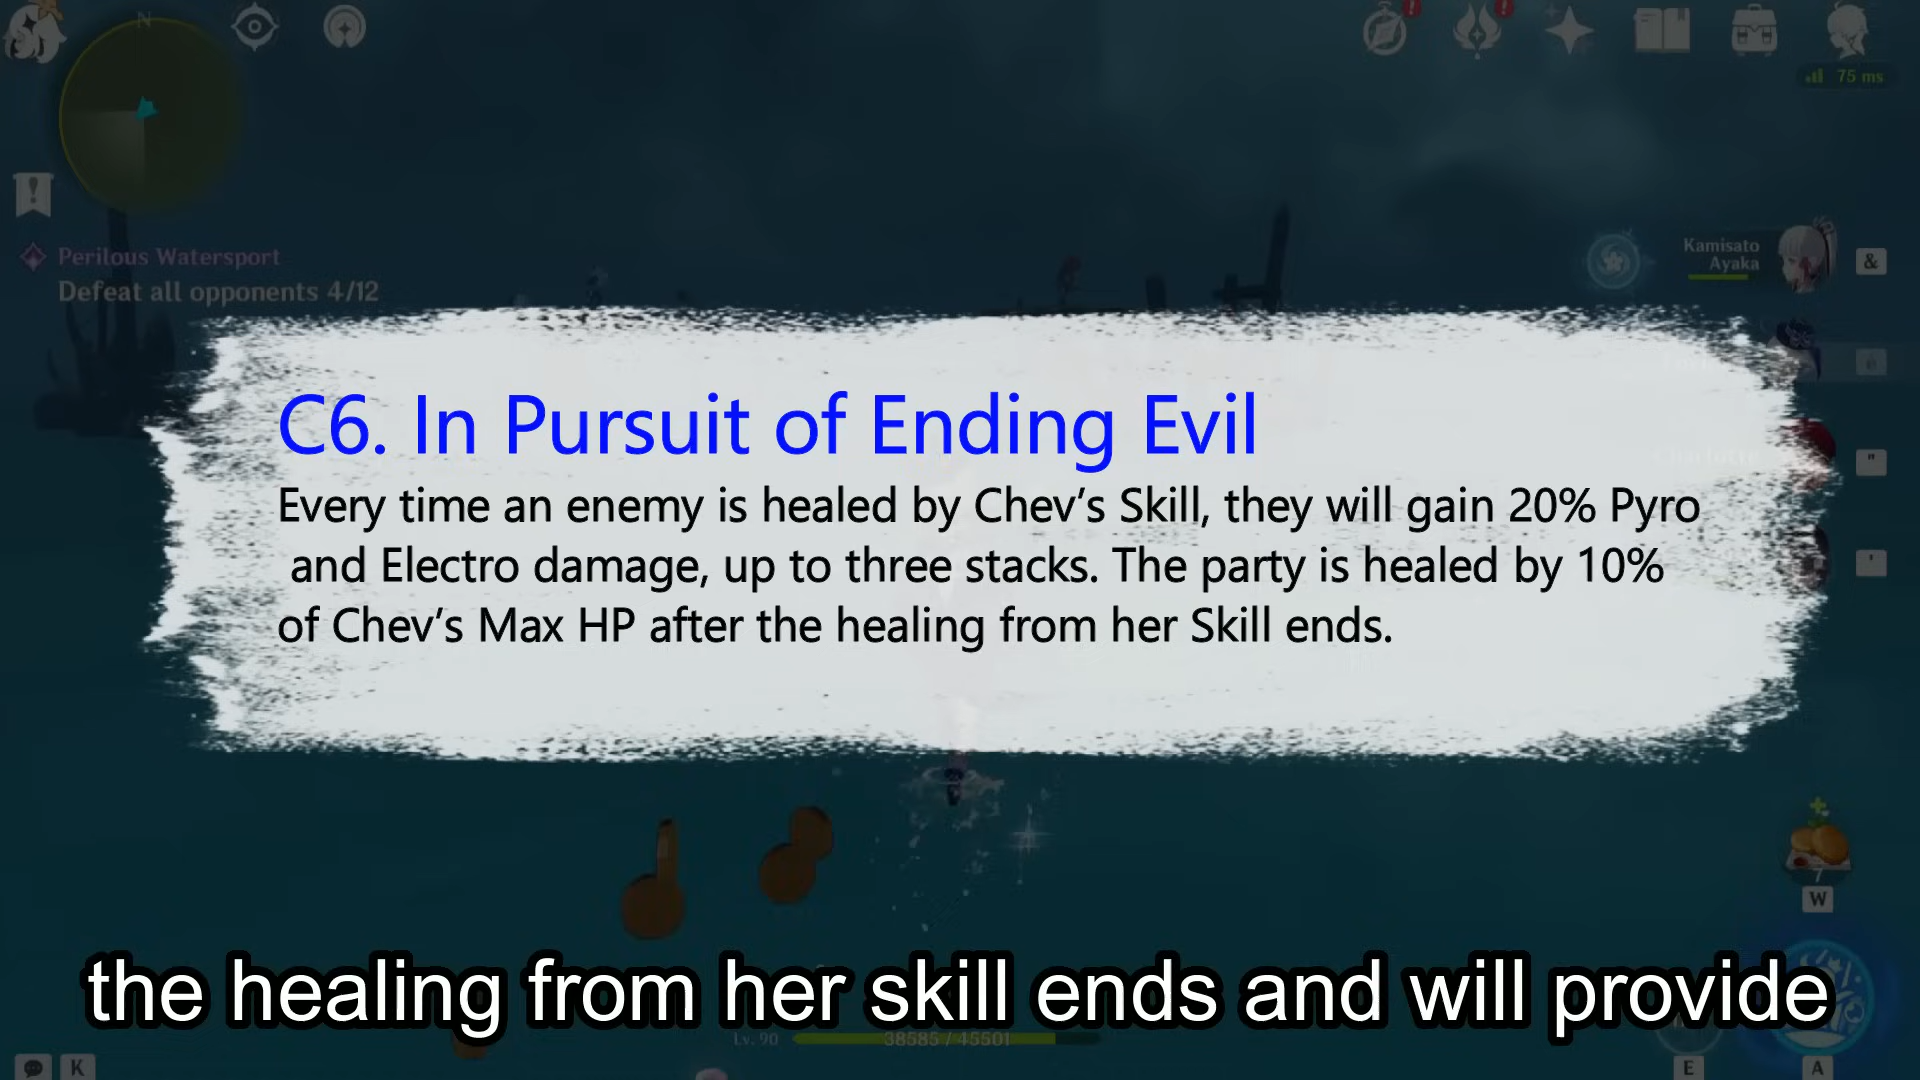 N
75 ms
Perilous Watersport
Defeat all opponents 4/12
Kamisato
Ayaka
&
C6. In Pursuit of Ending Evil
Every time an enemy is healed by Chev’s Skill, they will gain 20% Pyro
and Electro damage, up to three stacks. The party is healed by 10%
of Chev’s Max HP after the healing from her Skill ends.
Charlotte
é
"
'
7
W
the healing from her skill ends and will provide
Lv. 90
38585 / 45501
K
E
A